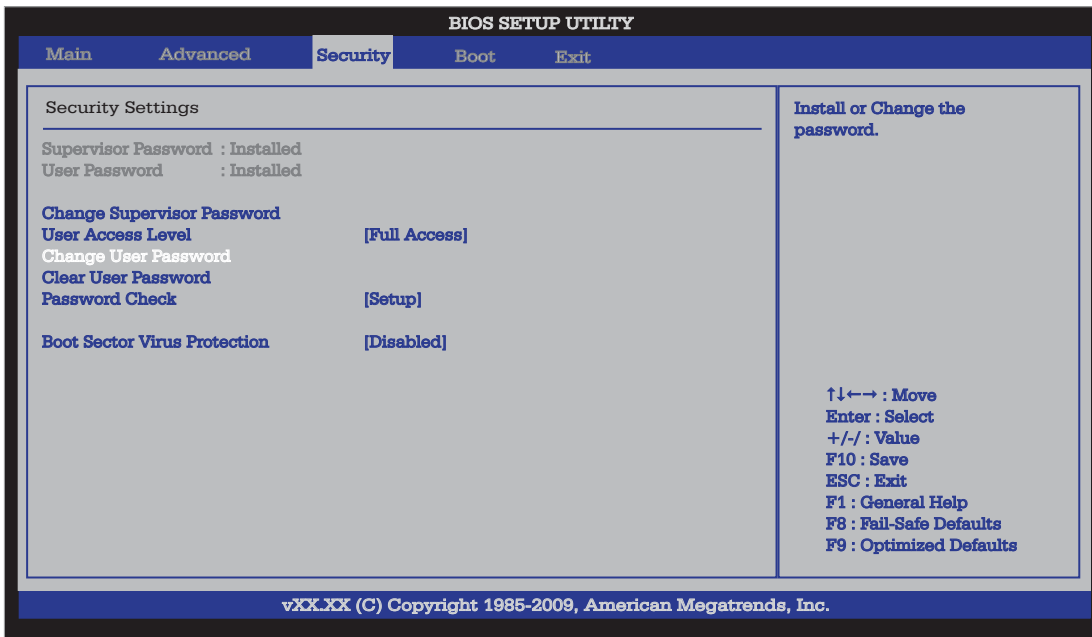 BIOS SETUP UTILTY
Main Advanced Security Boot Exit
Security Settings
Supervisor Password : Installed
User Password : Installed
Change Supervisor Password
User Access Level [Full Access]
Change User Password
Clear User Password
Password Check [Setup]
Boot Sector Virus Protection [Disabled]
Install or Change the
password.
↑↓←→ : Move
Enter : Select
+/-/ : Value
F10 : Save
ESC : Exit
F1 : General Help
F8 : Fail-Safe Defaults
F9 : Optimized Defaults
vXX.XX (C) Copyright 1985-2009, American Megatrends, Inc.